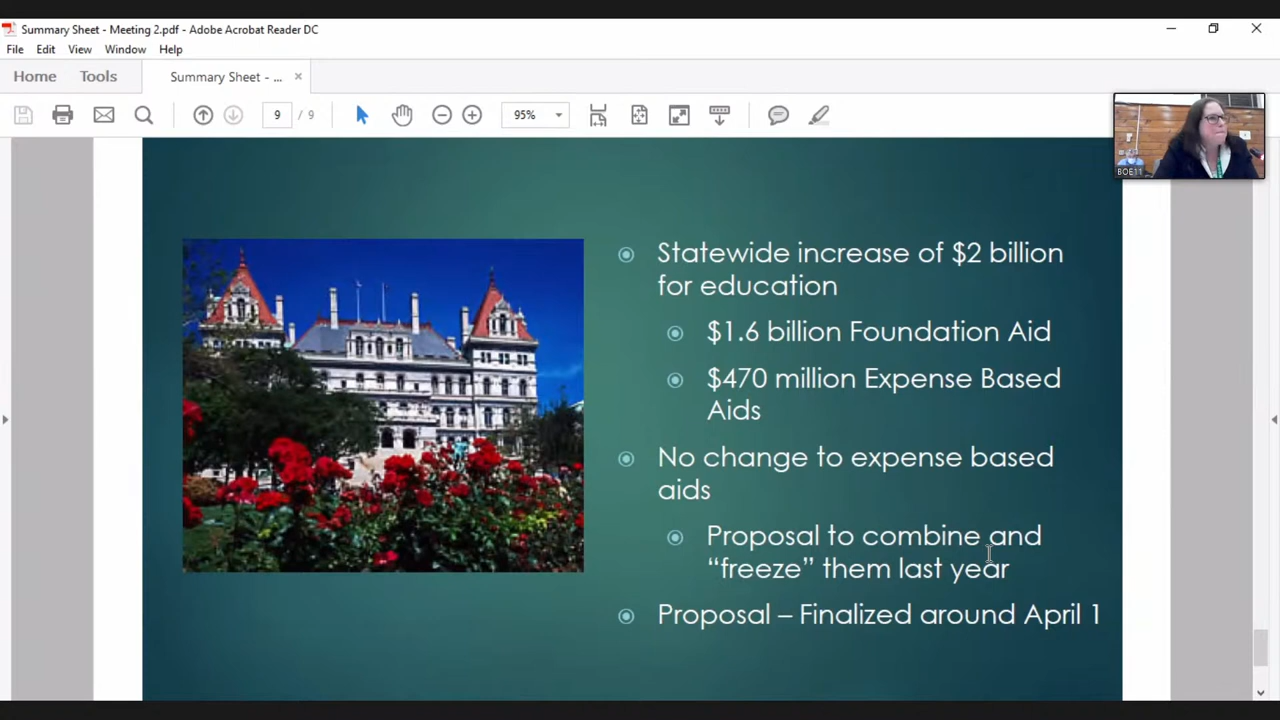 Summary Sheet - Meeting 2.pdf - Adobe Acrobat Reader DC
File Edit View Window Help
Home Tools Summary Sheet - ... ×
9 / 9 95%
BOE11
Statewide increase of $2 billion
for education
$1.6 billion Foundation Aid
$470 million Expense Based
Aids
No change to expense based
aids
Proposal to combine and
“freeze” them last year
Proposal – Finalized around April 1